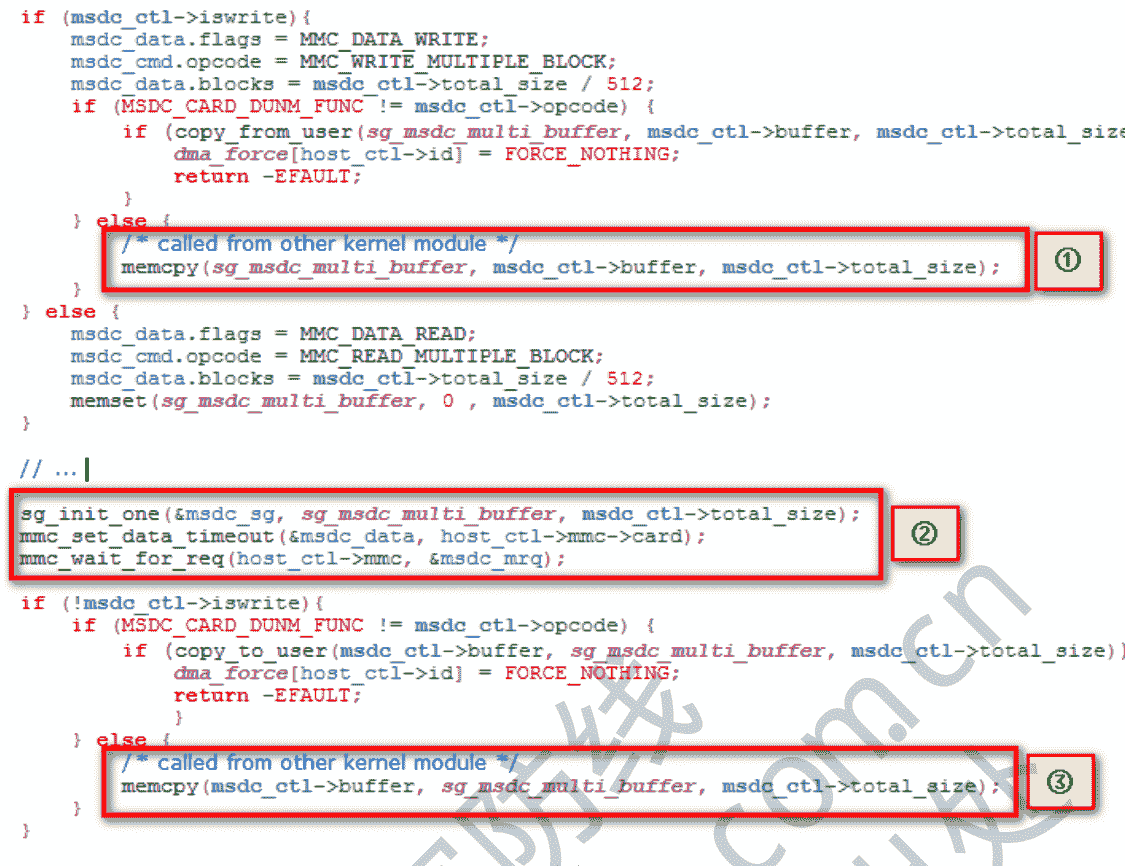 if (msdc_ctl->iswrite){
    msdc_data.flags = MMC_DATA_WRITE;
    msdc_cmd.opcode = MMC_WRITE_MULTIPLE_BLOCK;
    msdc_data.blocks = msdc_ctl->total_size / 512;
    if (MSDC_CARD_DUNM_FUNC != msdc_ctl->opcode) {
        if (copy_from_user(sg_msdc_multi_buffer, msdc_ctl->buffer, msdc_ctl->total_size
            dma_force[host_ctl->id] = FORCE_NOTHING;
            return -EFAULT;
        }
    } else {
        /* called from other kernel module */
        memcpy(sg_msdc_multi_buffer, msdc_ctl->buffer, msdc_ctl->total_size); ①
    }
} else {
    msdc_data.flags = MMC_DATA_READ;
    msdc_cmd.opcode = MMC_READ_MULTIPLE_BLOCK;
    msdc_data.blocks = msdc_ctl->total_size / 512;
    memset(sg_msdc_multi_buffer, 0 , msdc_ctl->total_size);
}
// ...
sg_init_one(&msdc_sg, sg_msdc_multi_buffer, msdc_ctl->total_size);
mmc_set_data_timeout(&msdc_data, host_ctl->mmc->card); ②
mmc_wait_for_req(host_ctl->mmc, &msdc_mrq);
if (!msdc_ctl->iswrite){
    if (MSDC_CARD_DUNM_FUNC != msdc_ctl->opcode) {
        if (copy_to_user(msdc_ctl->buffer, sg_msdc_multi_buffer, msdc_ctl->total_size))
            dma_force[host_ctl->id] = FORCE_NOTHING;
            return -EFAULT;
            }
    } else {
        /* called from other kernel module */
        memcpy(msdc_ctl->buffer, sg_msdc_multi_buffer, msdc_ctl->total_size); ③
    }
}
防线
com.cn
处